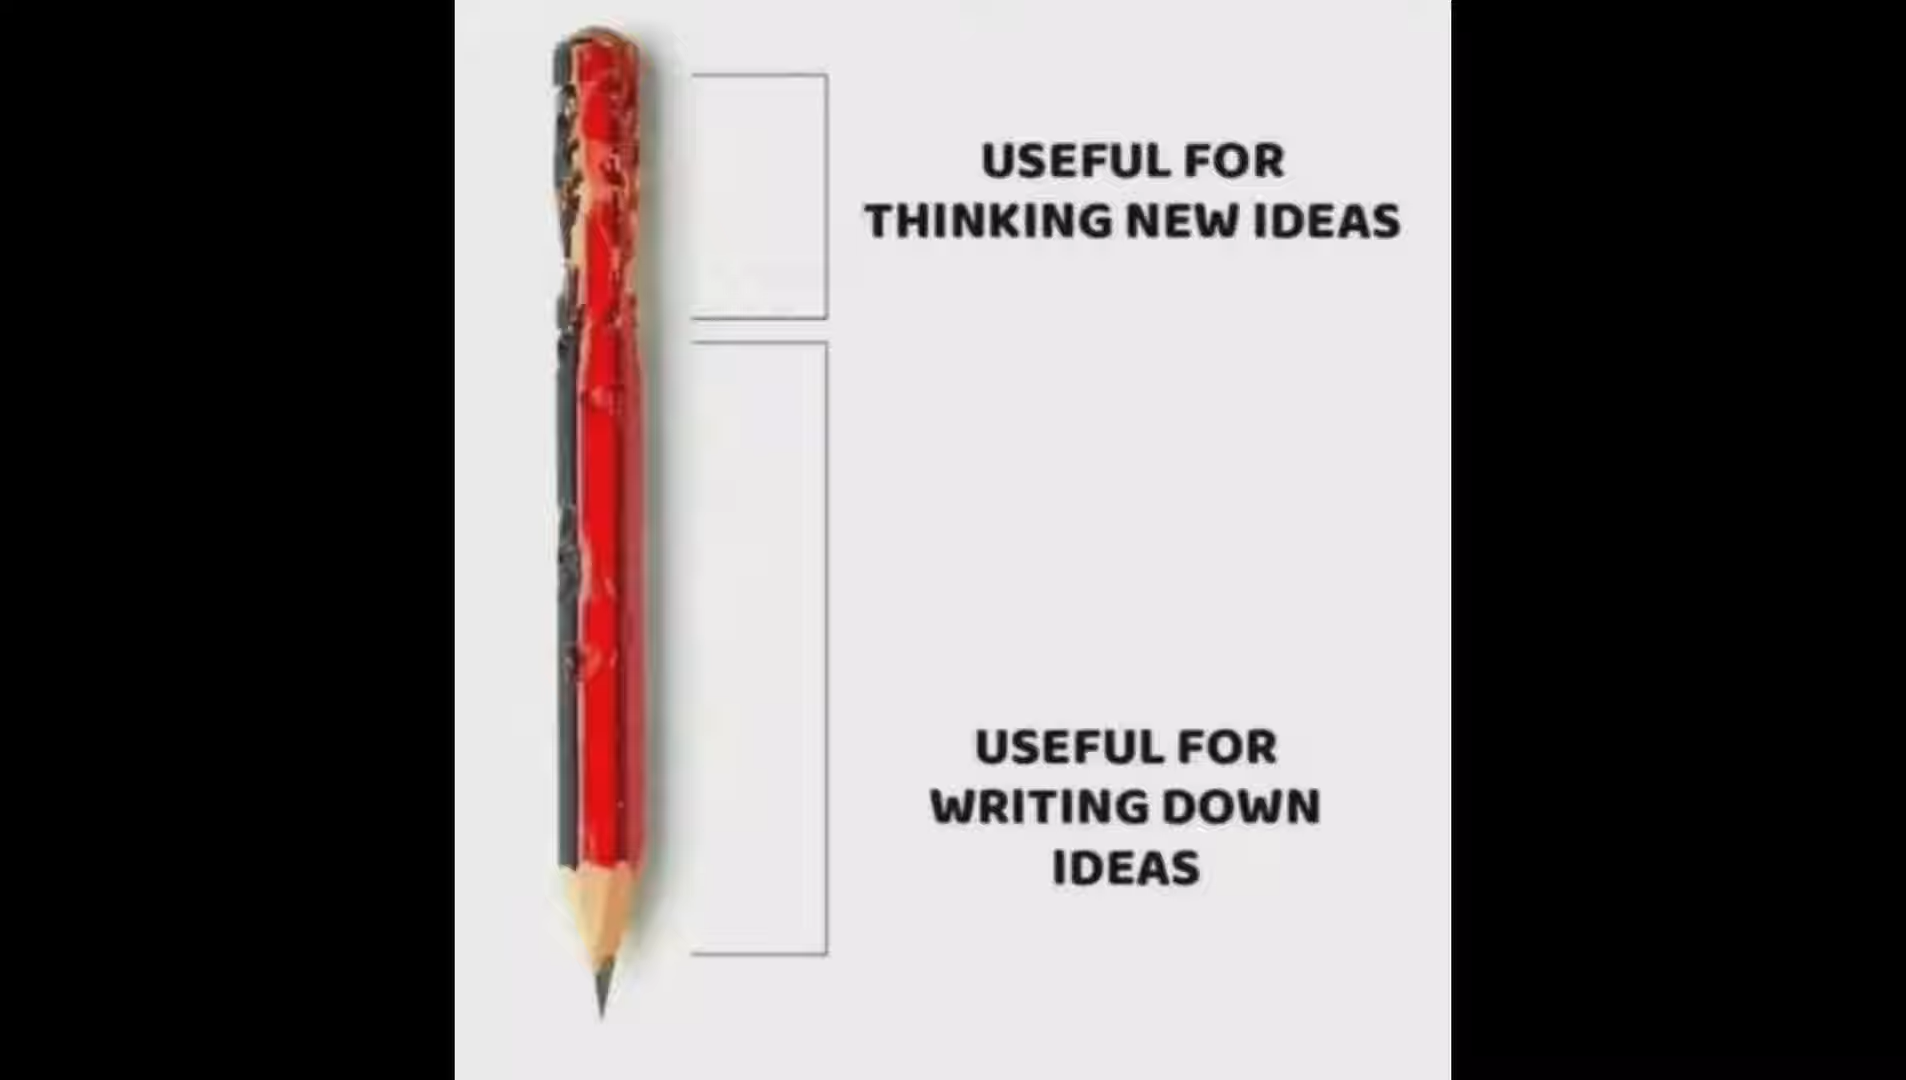 USEFUL FOR
THINKING NEW IDEAS
USEFUL FOR
WRITING DOWN
IDEAS